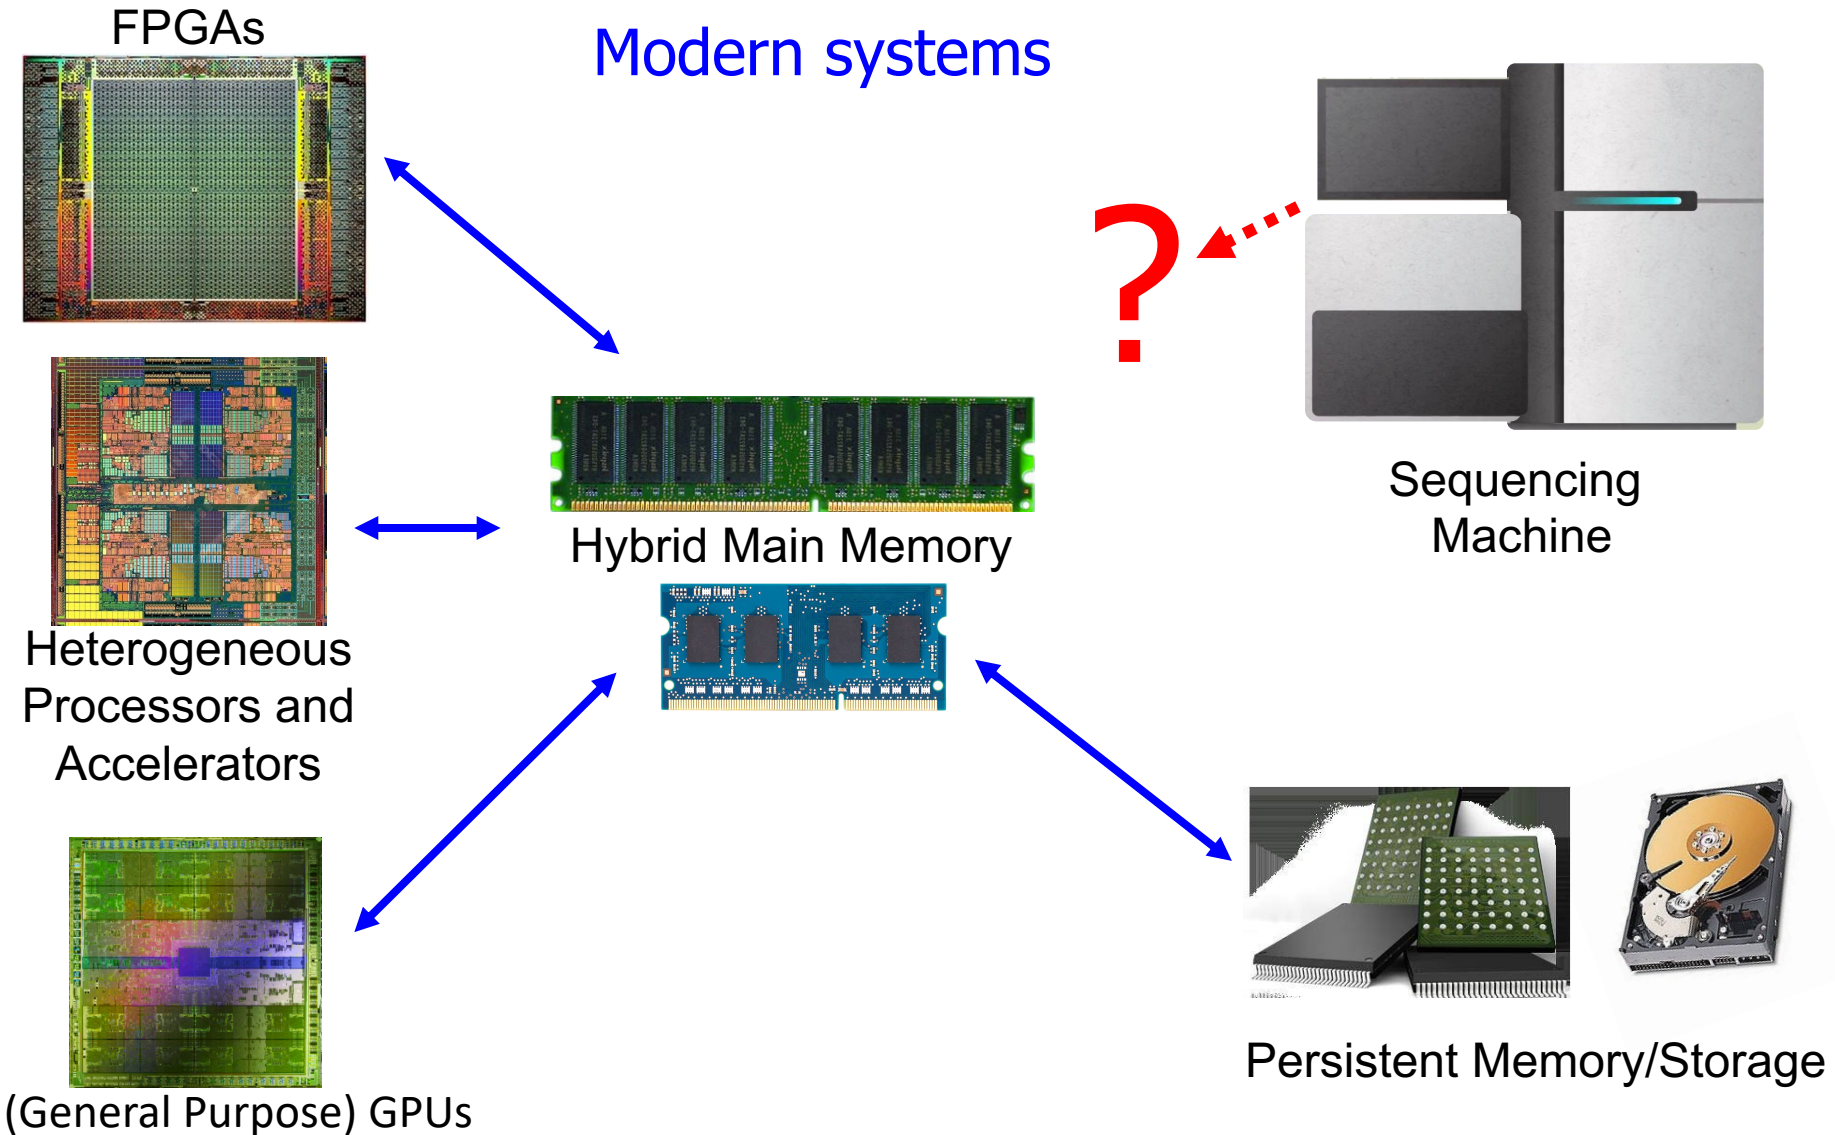 FPGAs
Modern systems
?
Sequencing
Machine
Hybrid Main Memory
Heterogeneous
Processors and
Accelerators
Persistent Memory/Storage
(General Purpose) GPUs